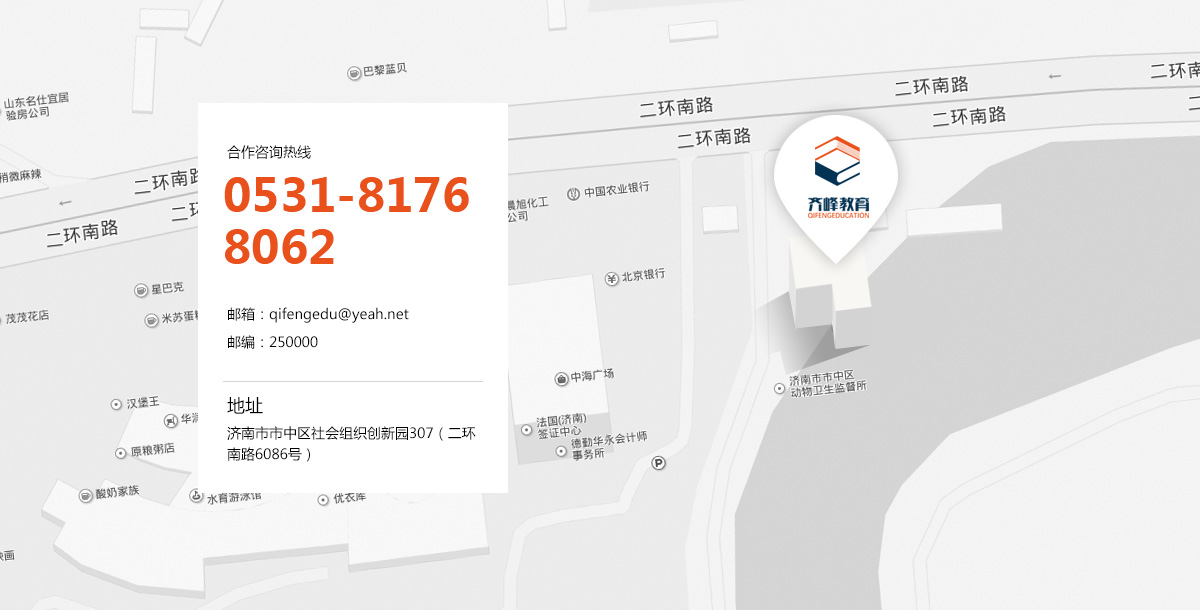 巴黎蓝贝
山东名仕宜居
验房公司
二环南路
二环南路
二环南
二环南路
二环南路
稍微麻辣
二环南路
二环南路
合作咨询热线
0531-8176
8062
邮箱：qifengedu@yeah.net
邮编：250000
地址
济南市市中区社会组织创新园307（二环
南路6086号）
齐峰教育
QIFENGEDUCATION
晨旭化工
公司
中国农业银行
北京银行
星巴克
茂茂花店
米苏蛋糕
中海广场
济南市市中区
动物卫生监督所
汉堡王
华润
法国(济南)
签证中心
德勤华永会计师
事务所
原粮粥店
P
酸奶家族
水育游泳馆
优衣库